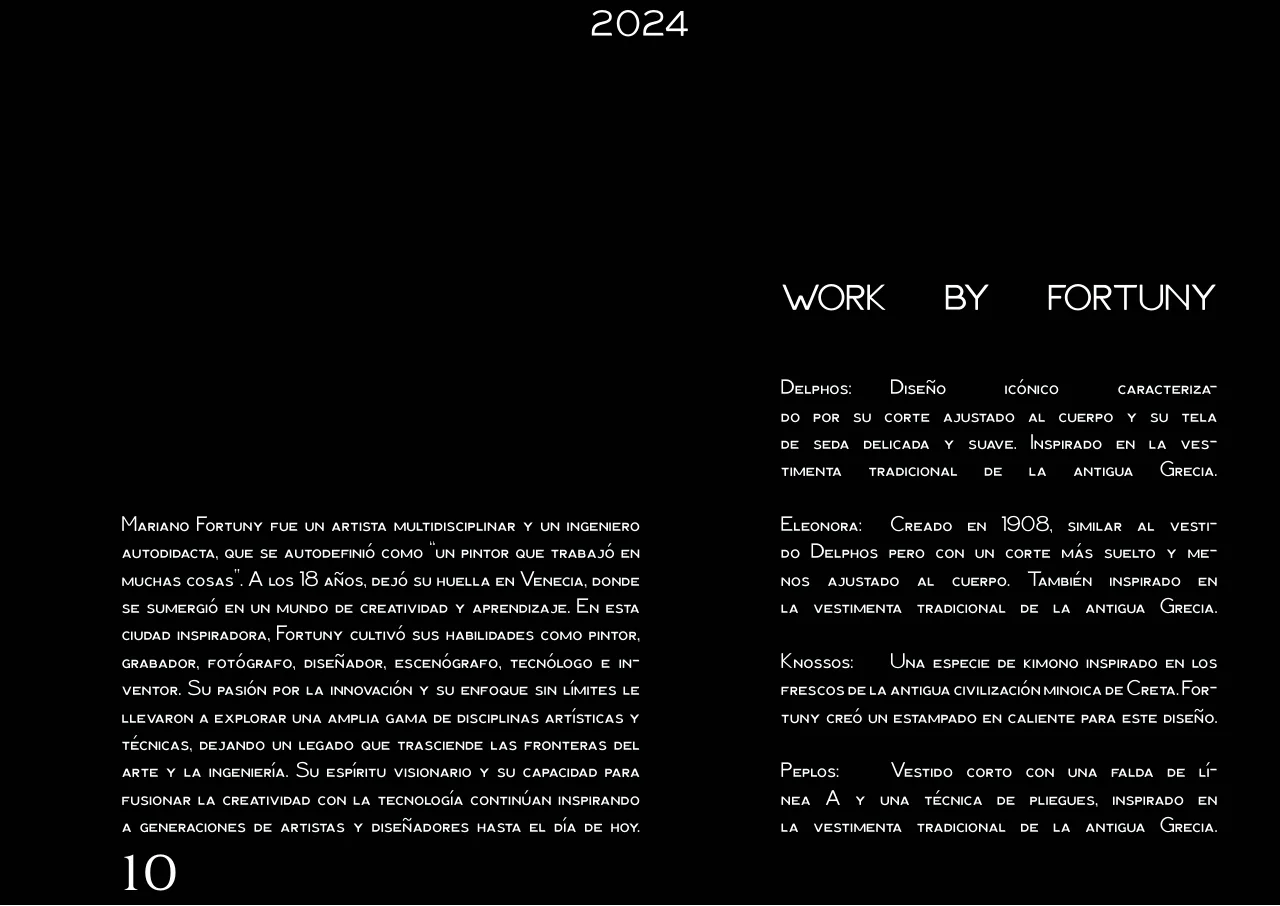 2024
Mariano Fortuny fue un artista multidisciplinar y un ingeniero
autodidacta, que se autodefinió como “un pintor que trabajó en
muchas cosas”. A los 18 años, dejó su huella en Venecia, donde
se sumergió en un mundo de creatividad y aprendizaje. En esta
ciudad inspiradora, Fortuny cultivó sus habilidades como pintor,
grabador, fotógrafo, diseñador, escenógrafo, tecnólogo e in-
ventor. Su pasión por la innovación y su enfoque sin límites le
llevaron a explorar una amplia gama de disciplinas artísticas y
técnicas, dejando un legado que trasciende las fronteras del
arte y la ingeniería. Su espíritu visionario y su capacidad para
fusionar la creatividad con la tecnología continúan inspirando
a generaciones de artistas y diseñadores hasta el día de hoy.
10
WORK BY FORTUNY
Delphos: Diseño icónico caracteriza-
do por su corte ajustado al cuerpo y su tela
de seda delicada y suave. Inspirado en la ves-
timenta tradicional de la antigua Grecia.
Eleonora: Creado en 1908, similar al vesti-
do Delphos pero con un corte más suelto y me-
nos ajustado al cuerpo. También inspirado en
la vestimenta tradicional de la antigua Grecia.
Knossos: Una especie de kimono inspirado en los
frescos de la antigua civilización minoica de Creta. For-
tuny creó un estampado en caliente para este diseño.
Peplos: Vestido corto con una falda de lí-
nea A y una técnica de pliegues, inspirado en
la vestimenta tradicional de la antigua Grecia.